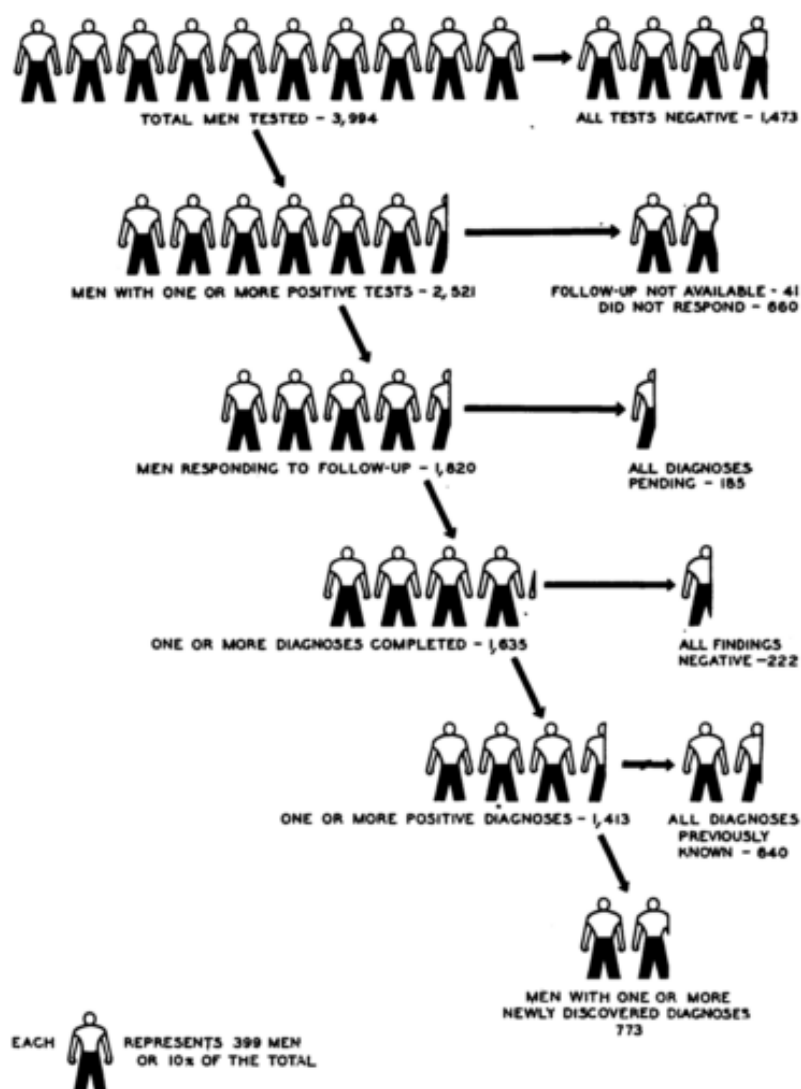 TOTAL MEN TESTED - 3,994
ALL TESTS NEGATIVE - 1,473
MEN WITH ONE OR MORE POSITIVE TESTS - 2,521
FOLLOW-UP NOT AVAILABLE - 41
DID NOT RESPOND - 660
MEN RESPONDING TO FOLLOW-UP - 1,820
ALL DIAGNOSES
PENDING - 185
ONE OR MORE DIAGNOSES COMPLETED - 1,635
ALL FINDINGS
NEGATIVE - 222
ONE OR MORE POSITIVE DIAGNOSES - 1,413
ALL DIAGNOSES
PREVIOUSLY
KNOWN - 640
MEN WITH ONE OR MORE
NEWLY DISCOVERED DIAGNOSES
773
EACH REPRESENTS 399 MEN
OR 10% OF THE TOTAL